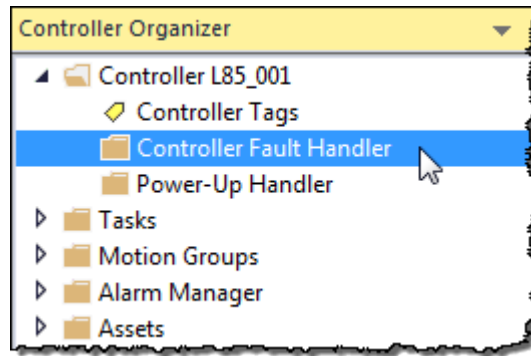 Controller Organizer
Controller L85_001
Controller Tags
Controller Fault Handler
Power-Up Handler
Tasks
Motion Groups
Alarm Manager
Assets